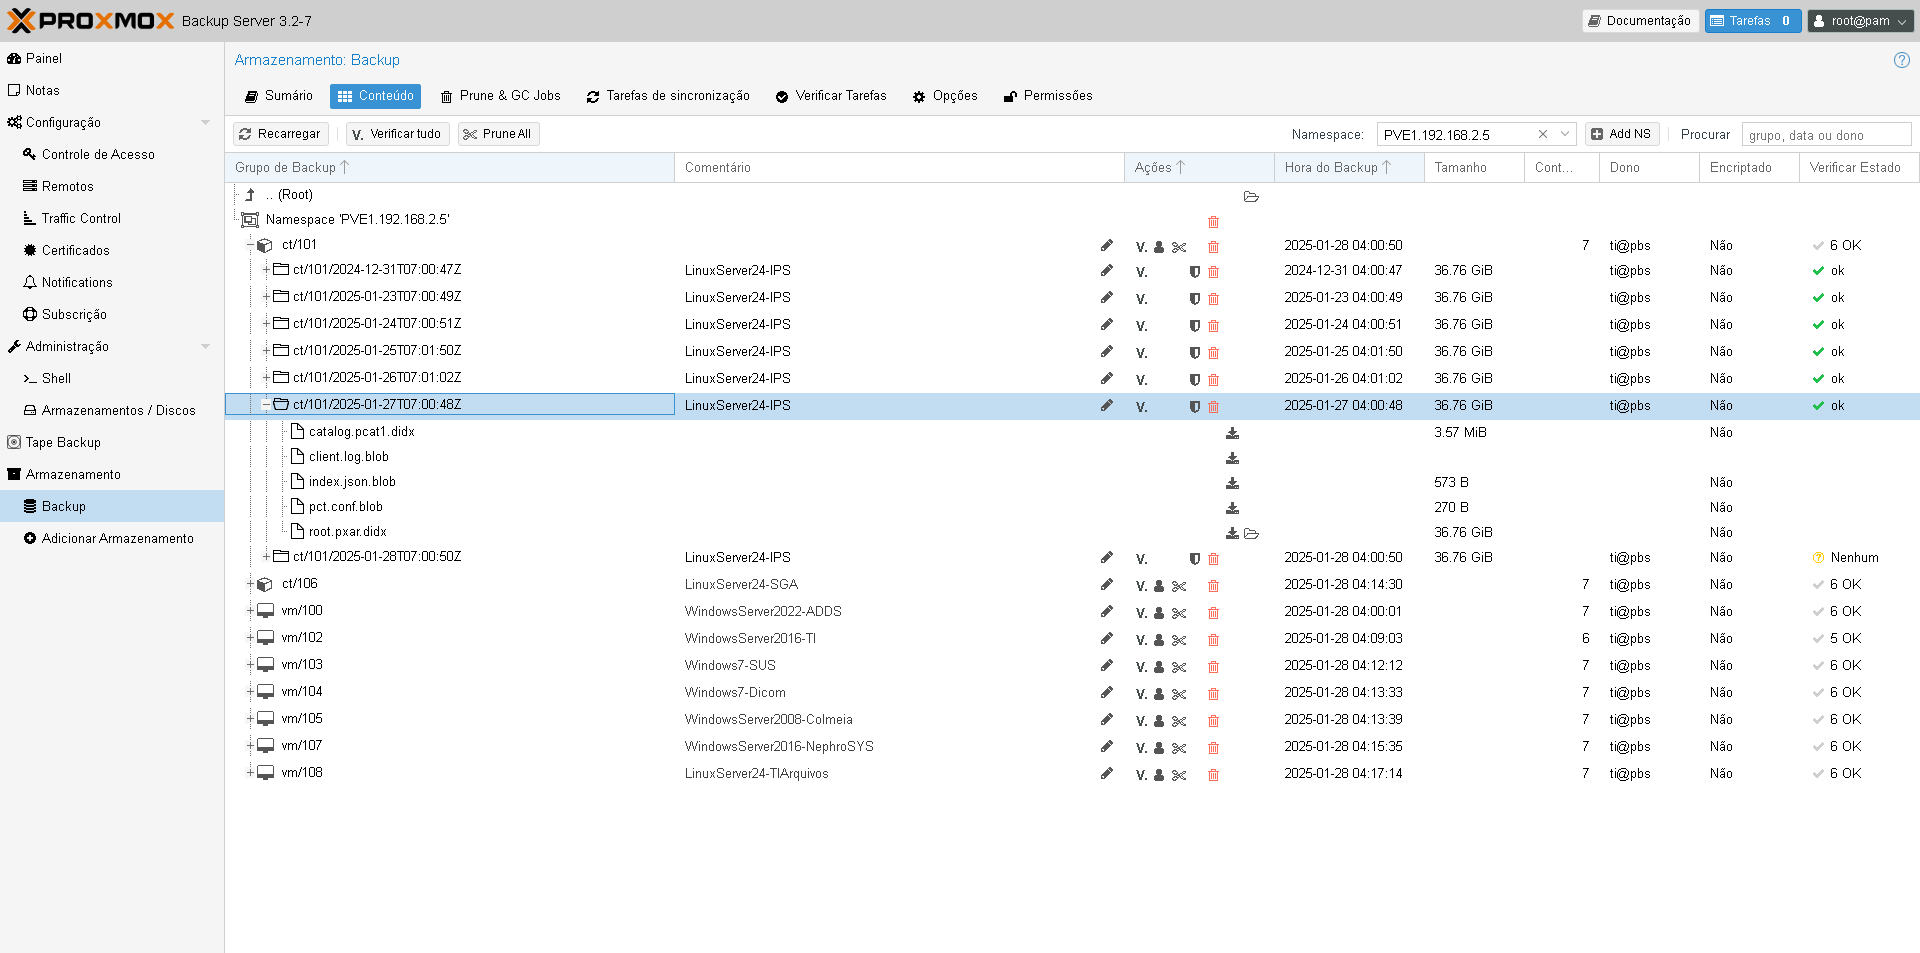 PROXMOX Backup Server 3.2-7 Documentação Tarefas 0 root@pam
Painel
Notas
Configuração
Controle de Acesso
Remotos
Traffic Control
Certificados
Notifications
Subscrição
Administração
Shell
Armazenamentos / Discos
Tape Backup
Armazenamento
Backup
Adicionar Armazenamento
Armazenamento: Backup
Sumário Conteúdo Prune & GC Jobs Tarefas de sincronização Verificar Tarefas Opções Permissões
Recarregar V. Verificar tudo Prune All Namespace: PVE1.192.168.2.5 Add NS Procurar grupo, data ou dono
Grupo de Backup Comentário Ações Hora do Backup Tamanho Cont... Dono Encriptado Verificar Estado
.. (Root)
Namespace 'PVE1.192.168.2.5'
ct/101 V. 2025-01-28 04:00:50 7 ti@pbs Não 6 OK
ct/101/2024-12-31T07:00:47Z LinuxServer24-IPS V. 2024-12-31 04:00:47 36.76 GiB ti@pbs Não ok
ct/101/2025-01-23T07:00:49Z LinuxServer24-IPS V. 2025-01-23 04:00:49 36.76 GiB ti@pbs Não ok
ct/101/2025-01-24T07:00:51Z LinuxServer24-IPS V. 2025-01-24 04:00:51 36.76 GiB ti@pbs Não ok
ct/101/2025-01-25T07:01:50Z LinuxServer24-IPS V. 2025-01-25 04:01:50 36.76 GiB ti@pbs Não ok
ct/101/2025-01-26T07:01:02Z LinuxServer24-IPS V. 2025-01-26 04:01:02 36.76 GiB ti@pbs Não ok
ct/101/2025-01-27T07:00:48Z LinuxServer24-IPS V. 2025-01-27 04:00:48 36.76 GiB ti@pbs Não ok
catalog.pcat1.didx 3.57 MiB Não
client.log.blob
index.json.blob 573 B Não
pct.conf.blob 270 B Não
root.pxar.didx 36.76 GiB Não
ct/101/2025-01-28T07:00:50Z LinuxServer24-IPS V. 2025-01-28 04:00:50 36.76 GiB ti@pbs Não Nenhum
ct/106 LinuxServer24-SGA V. 2025-01-28 04:14:30 7 ti@pbs Não 6 OK
vm/100 WindowsServer2022-ADDS V. 2025-01-28 04:00:01 7 ti@pbs Não 6 OK
vm/102 WindowsServer2016-TI V. 2025-01-28 04:09:03 6 ti@pbs Não 5 OK
vm/103 Windows7-SUS V. 2025-01-28 04:12:12 7 ti@pbs Não 6 OK
vm/104 Windows7-Dicom V. 2025-01-28 04:13:33 7 ti@pbs Não 6 OK
vm/105 WindowsServer2008-Colmeia V. 2025-01-28 04:13:39 7 ti@pbs Não 6 OK
vm/107 WindowsServer2016-NephroSYS V. 2025-01-28 04:15:35 7 ti@pbs Não 6 OK
vm/108 LinuxServer24-TIArquivos V. 2025-01-28 04:17:14 7 ti@pbs Não 6 OK